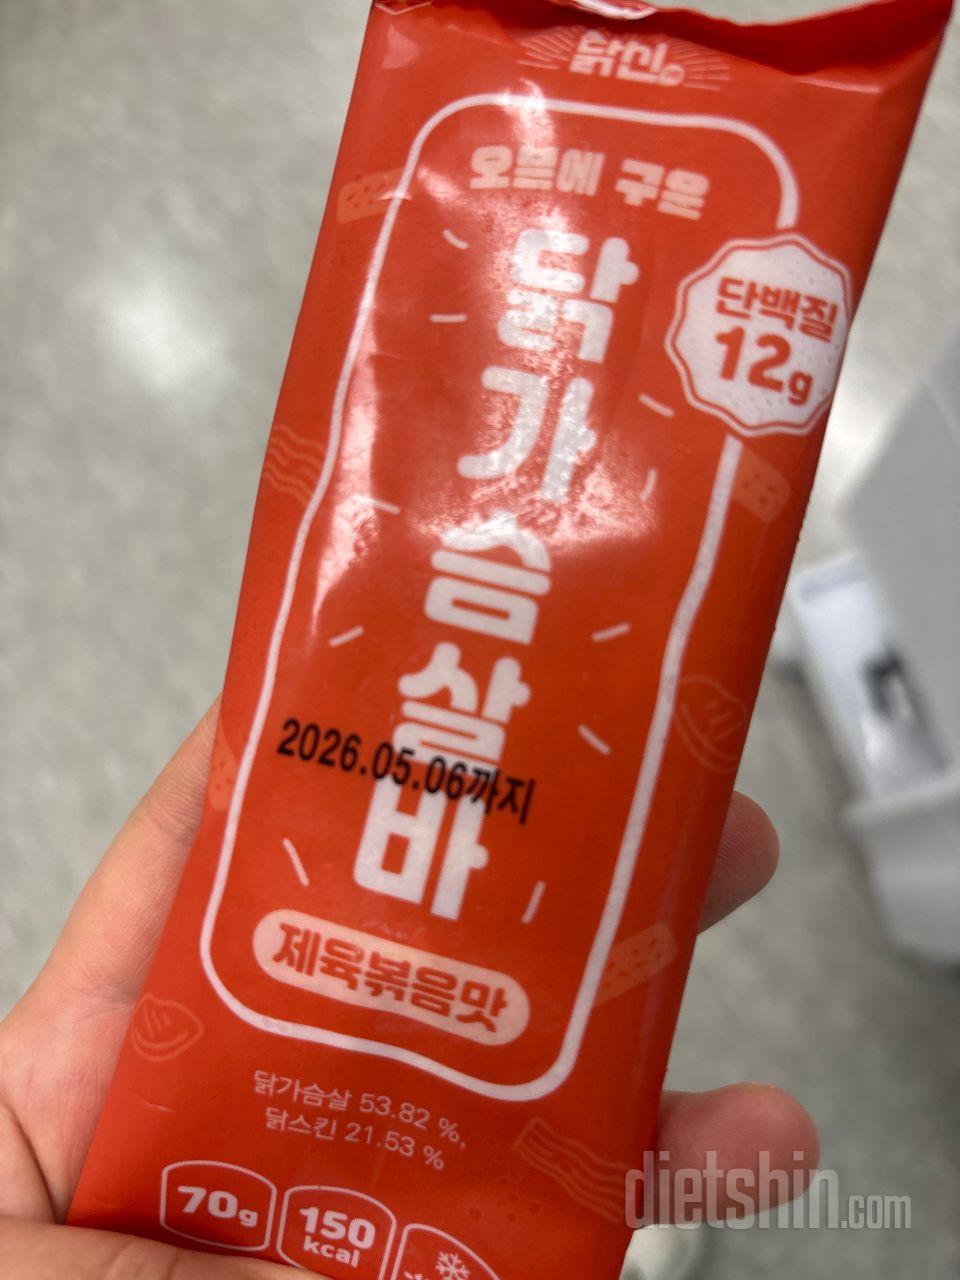 닭신
오븐에 구운
닭가슴살바
단백질
12g
2026.05.06까지
제육볶음맛
닭가슴살 53.82 %,
닭스킨 21.53 %
70g
150
kcal
dietshin.com